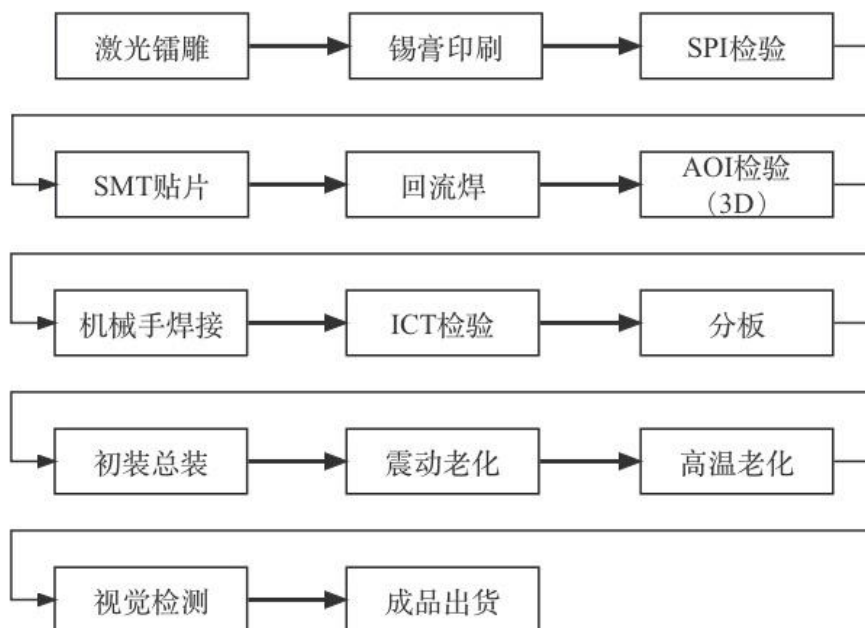 激光镭雕
锡膏印刷
SPI检验
SMT贴片
回流焊
AOI检验
（3D）
机械手焊接
ICT检验
分板
初装总装
震动老化
高温老化
视觉检测
成品出货